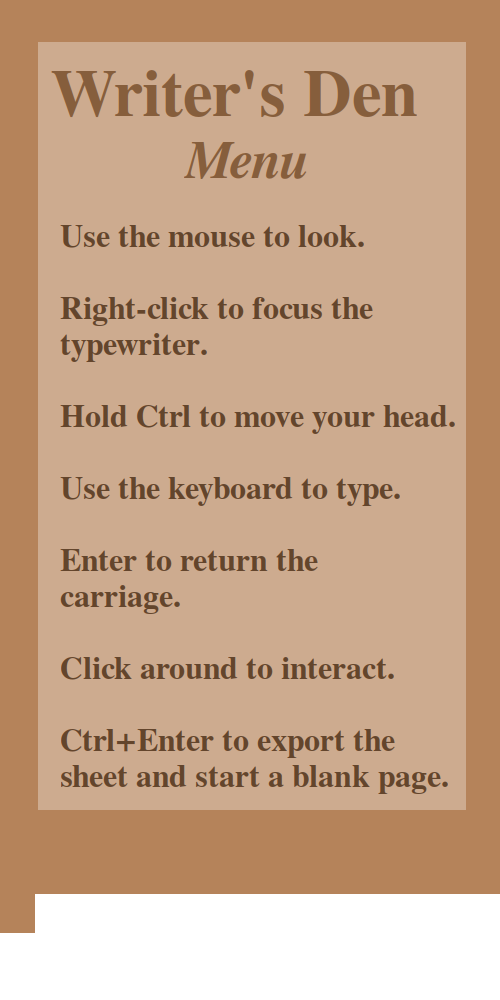 Writer's Den
Menu
Use the mouse to look.
Right-click to focus the
typewriter.
Hold Ctrl to move your head.
Use the keyboard to type.
Enter to return the
carriage.
Click around to interact.
Ctrl+Enter to export the
sheet and start a blank page.